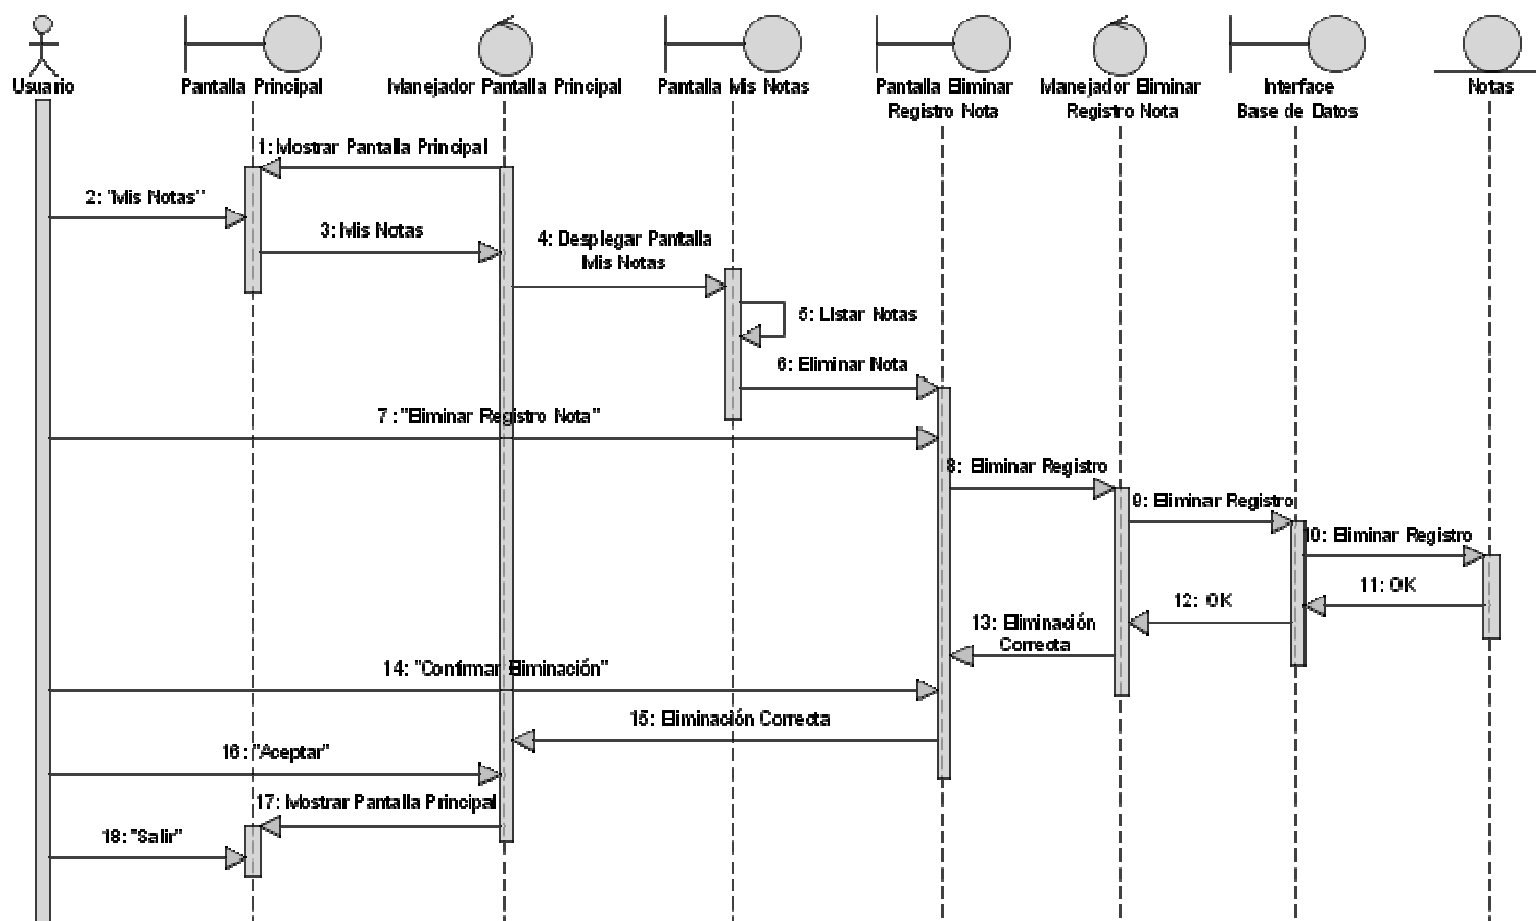 Usuario
Pantalla Principal
Manejador Pantalla Principal
Pantalla Mis Notas
Pantalla Eliminar
Registro Nota
Manejador Eliminar
Registro Nota
Interface
Base de Datos
Notas
1: Mostrar Pantalla Principal
2: "Mis Notas"
3: Mis Notas
4: Desplegar Pantalla
Mis Notas
5: Listar Notas
6: Eliminar Nota
7 : "Eliminar Registro Nota"
8: Eliminar Registro
9: Eliminar Registro
10: Eliminar Registro
11: OK
12: OK
13: Eliminación
Correcta
14: "Confirmar Eliminación"
15: Eliminación Correcta
16: "Aceptar"
17: Mostrar Pantalla Principal
18: "Salir"